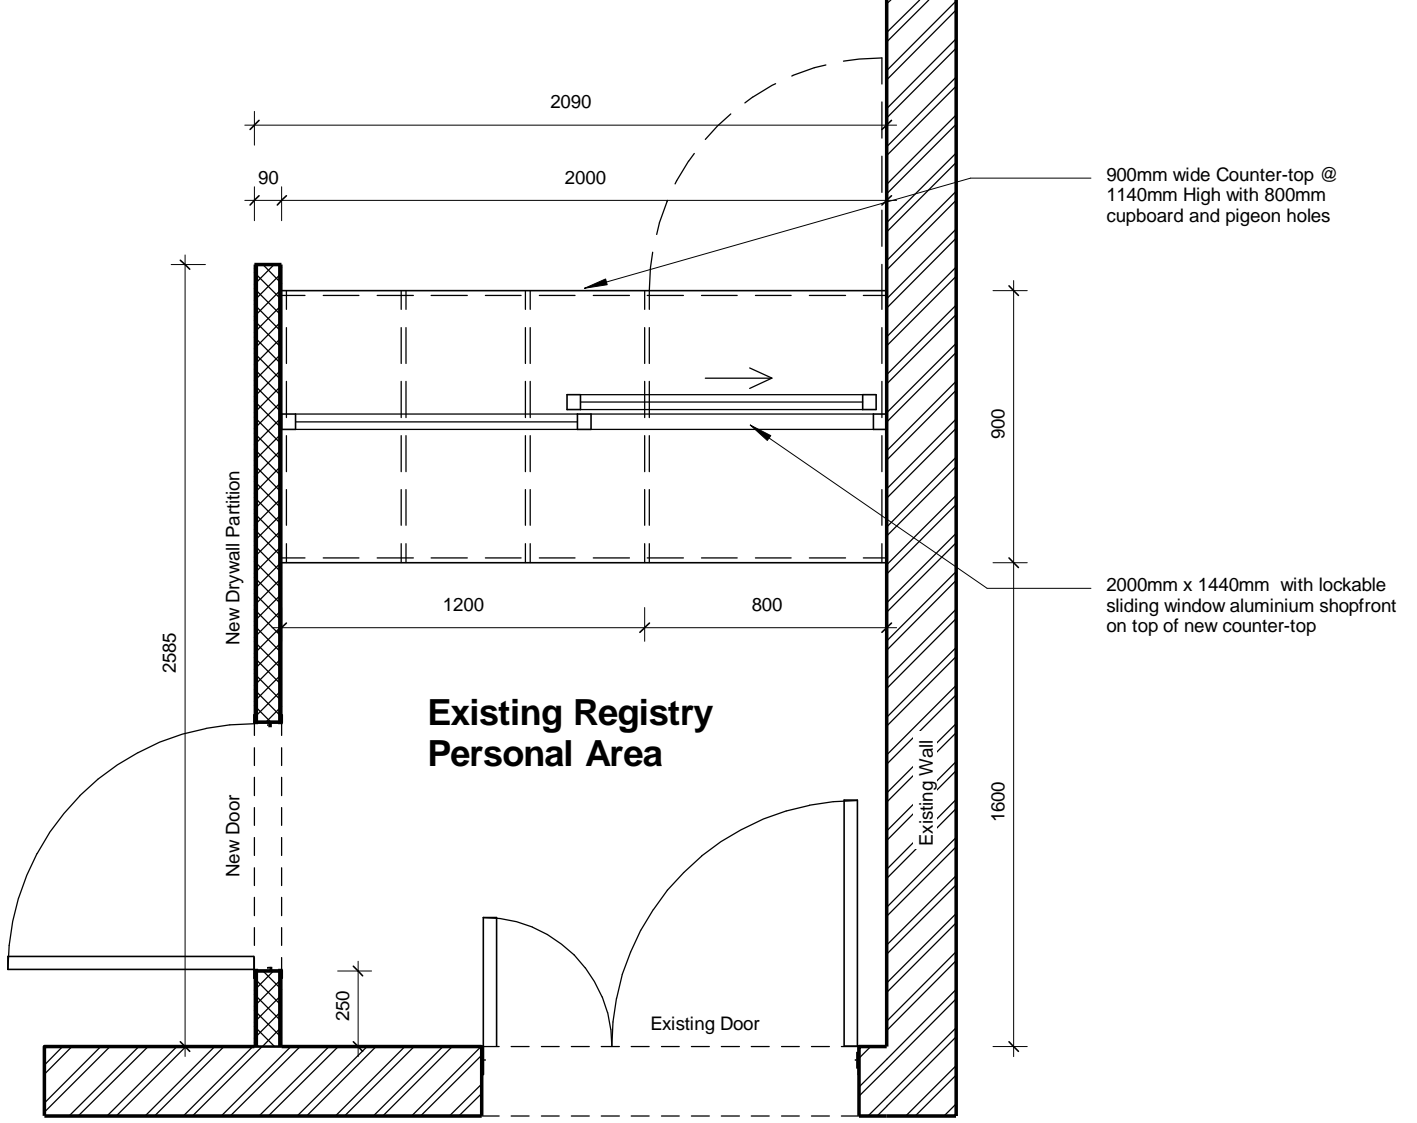 2090
90
2000
900mm wide Counter-top @
1140mm High with 800mm
cupboard and pigeon holes
900
New Drywall Partition
2000mm x 1440mm with lockable
sliding window aluminium shopfront
on top of new counter-top
1200
800
2585
Existing Registry
Personal Area
Existing Wall
1600
New Door
250
Existing Door